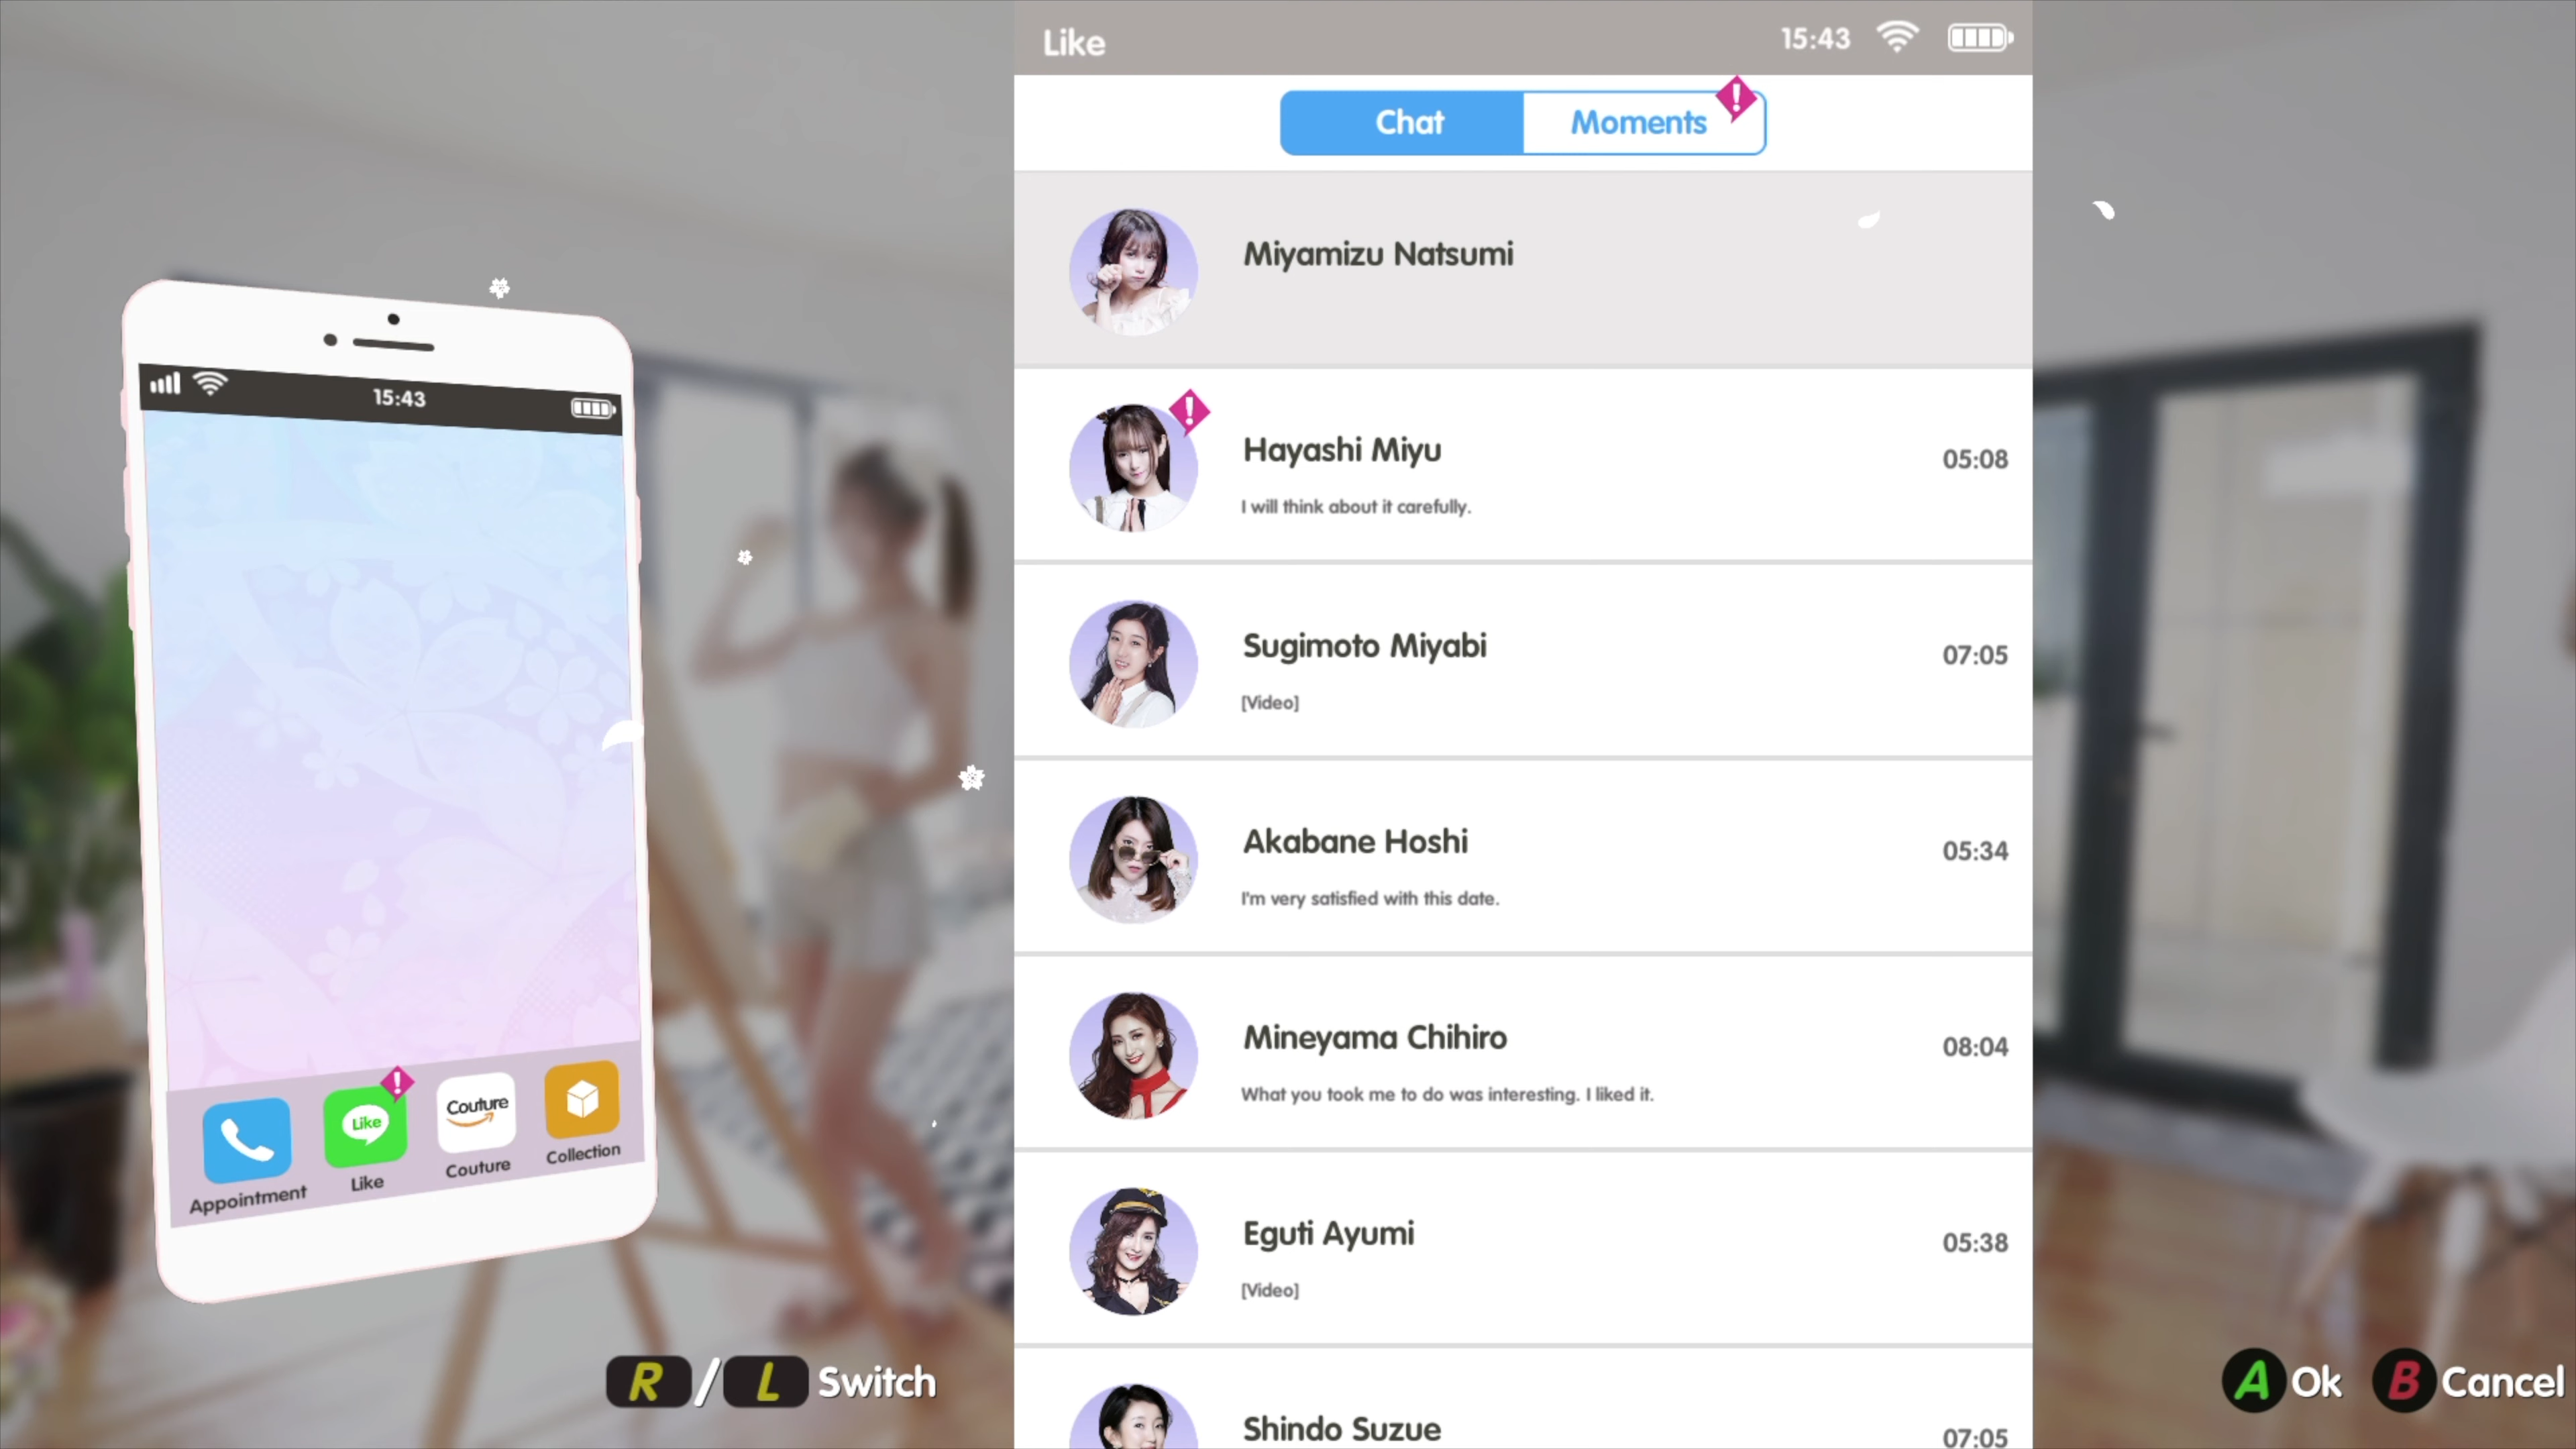 Like
15:43
Chat
Moments
Miyamizu Natsumi
Hayashi Miyu
05:08
I will think about it carefully.
Sugimoto Miyabi
07:05
[Video]
Akabane Hoshi
05:34
I'm very satisfied with this date.
Mineyama Chihiro
08:04
What you took me to do was interesting. I liked it.
Eguti Ayumi
05:38
[Video]
Shindo Suzue
07:05
15:43
Like
Couture
Appointment
Like
Couture
Collection
R / L Switch
A Ok
B Cancel